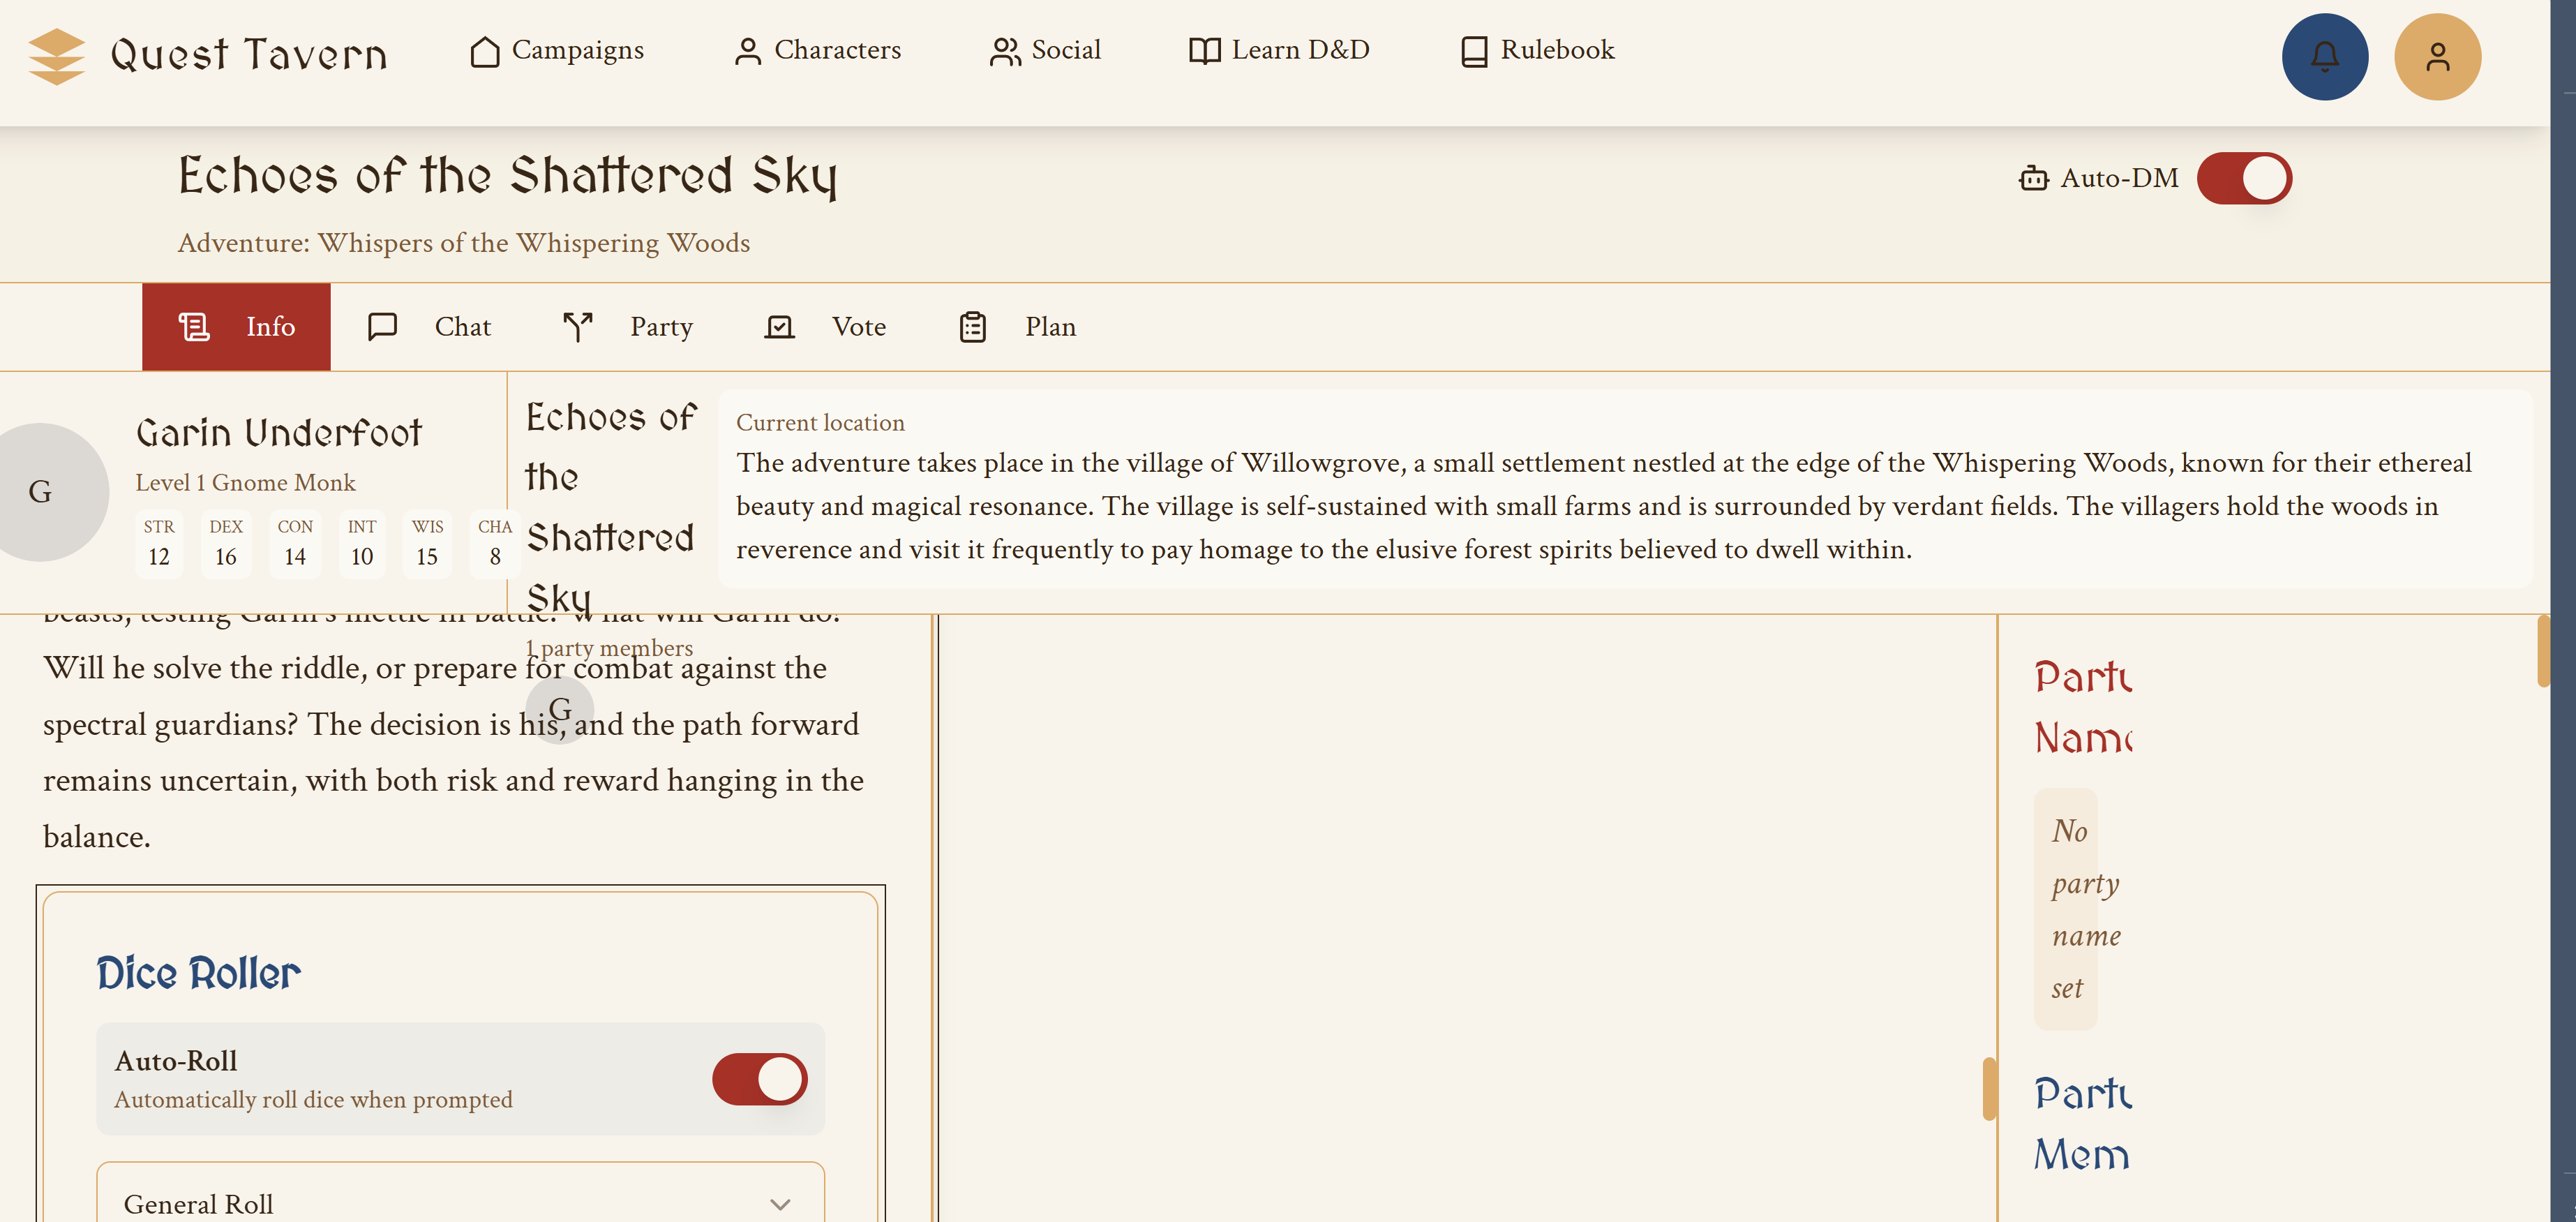 Quest Tavern
Campaigns
Characters
Social
Learn D&D
Rulebook
Echoes of the Shattered Sky
Auto-DM
Adventure: Whispers of the Whispering Woods
Info
Chat
Party
Vote
Plan
G
Garin Underfoot
Level 1 Gnome Monk
STR
DEX
CON
INT
WIS
CHA
12
16
14
10
15
8
Echoes of
the
Shattered
Sky
1 party members
G
Current location
The adventure takes place in the village of Willowgrove, a small settlement nestled at the edge of the Whispering Woods, known for their ethereal
beauty and magical resonance. The village is self-sustained with small farms and is surrounded by verdant fields. The villagers hold the woods in
reverence and visit it frequently to pay homage to the elusive forest spirits believed to dwell within.
beasts, testing Garin's mettle in battle. What will Garin do?
Will he solve the riddle, or prepare for combat against the
spectral guardians? The decision is his, and the path forward
remains uncertain, with both risk and reward hanging in the
balance.
Dice Roller
Auto-Roll
Automatically roll dice when prompted
General Roll
Party
Name
No
party
name
set
Party
Mem